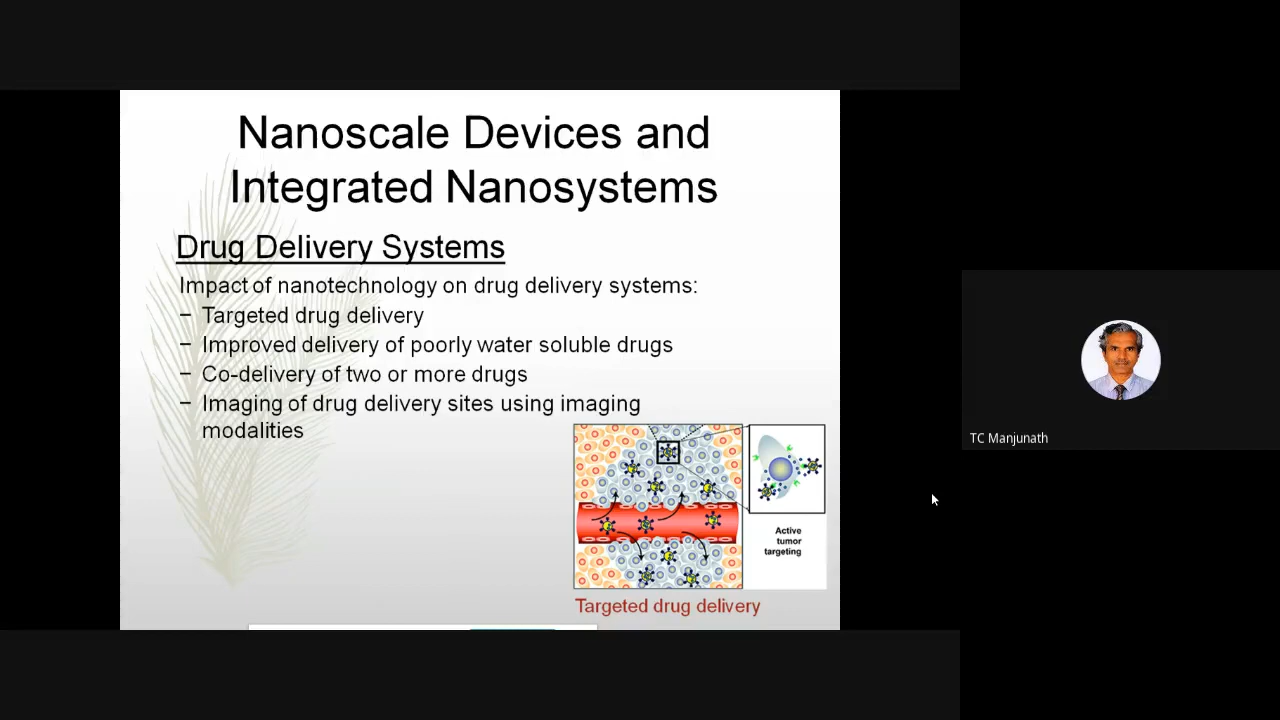 Nanoscale Devices and
Integrated Nanosystems
Drug Delivery Systems
Impact of nanotechnology on drug delivery systems:
− Targeted drug delivery
− Improved delivery of poorly water soluble drugs
− Co-delivery of two or more drugs
− Imaging of drug delivery sites using imaging
modalities
Active
tumor
targeting
Targeted drug delivery
TC Manjunath